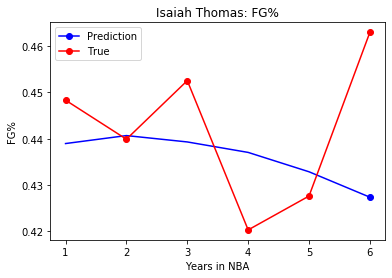 Isaiah Thomas: FG%
Prediction
True
0.46
0.45
0.44
0.43
0.42
FG%
1 2 3 4 5 6
Years in NBA